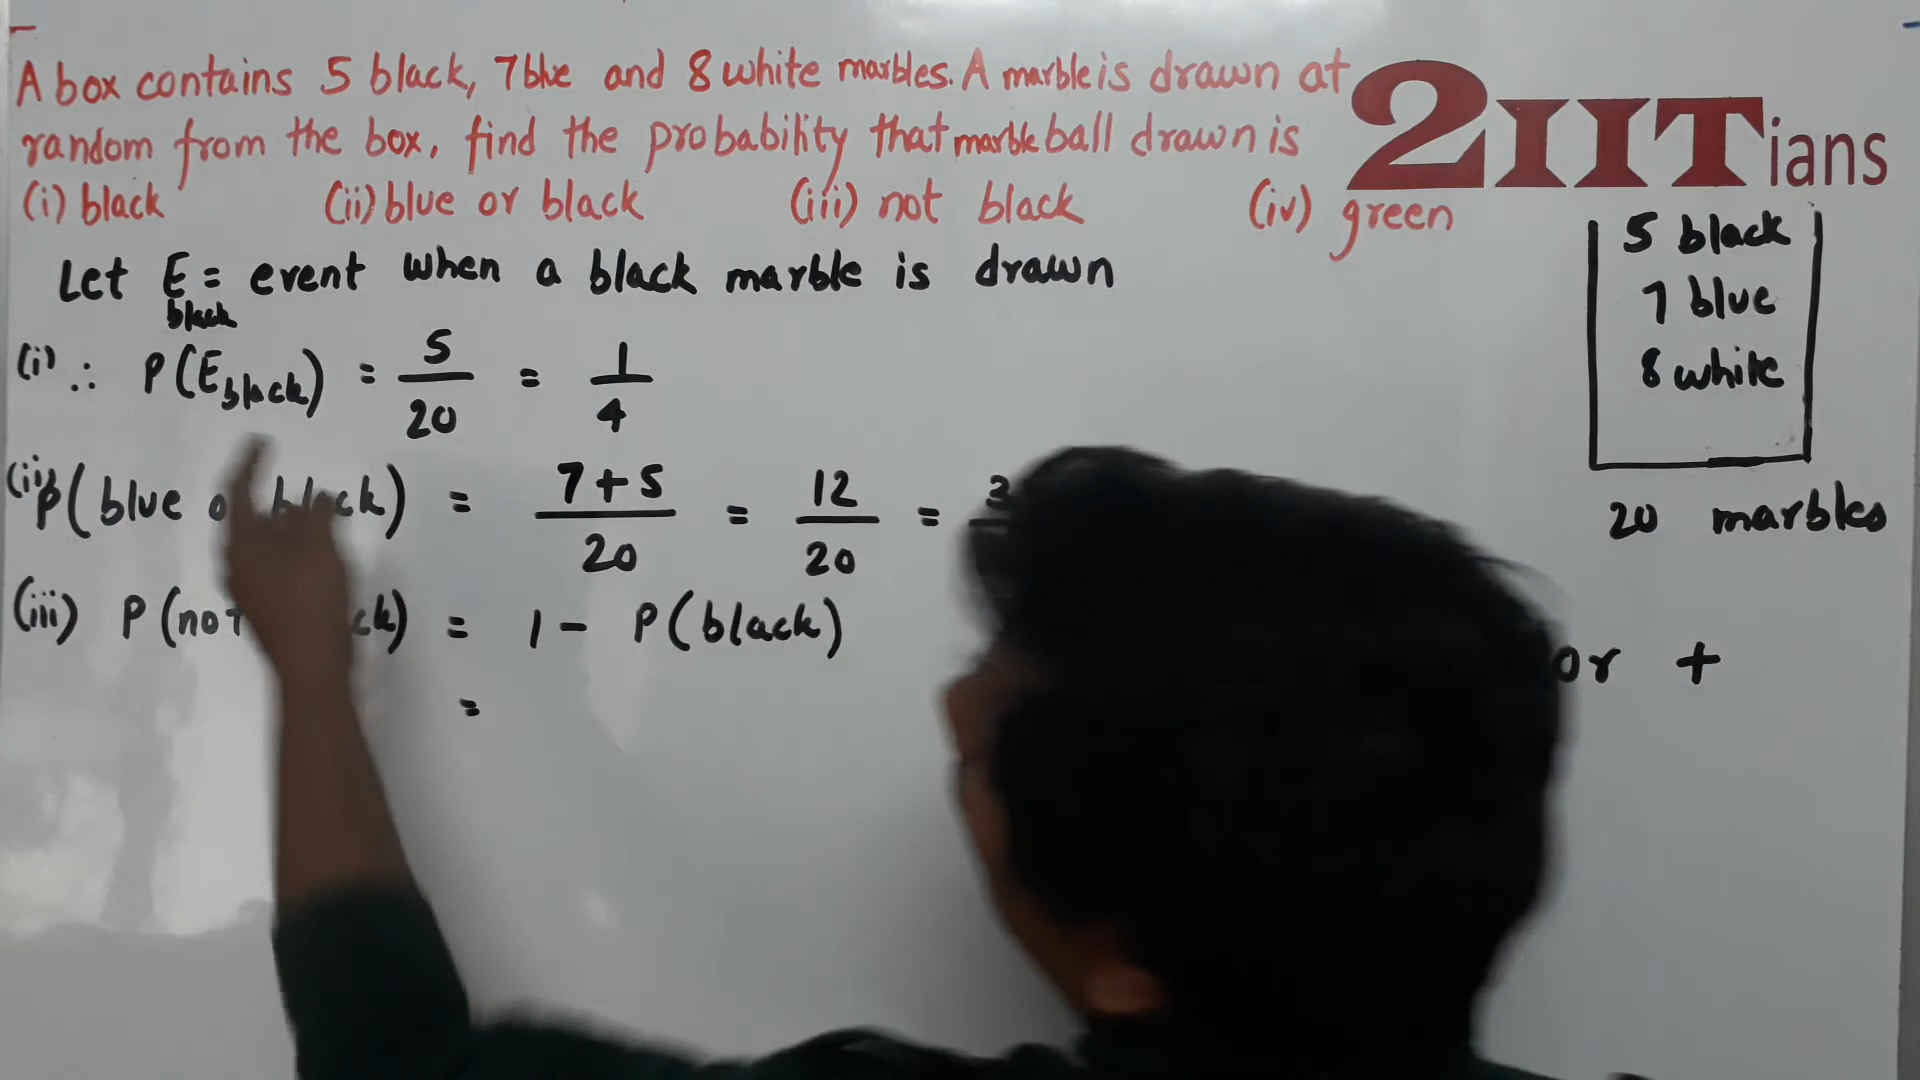 A box contains 5 black, 7 blue and 8 white marbles. A marble is drawn at
random from the box, find the probability that marble ball drawn is
(i) black (ii) blue or black (iii) not black (iv) green
2IITians
5 black
7 blue
8 white
20 marbles
Let E black = event when a black marble is drawn
(i) ∴ P(E black) = 5/20 = 1/4
(ii) P(blue black) = 7+5/20 = 12/20 = 3
(iii) P(not = 1 - P(black)
=
or +